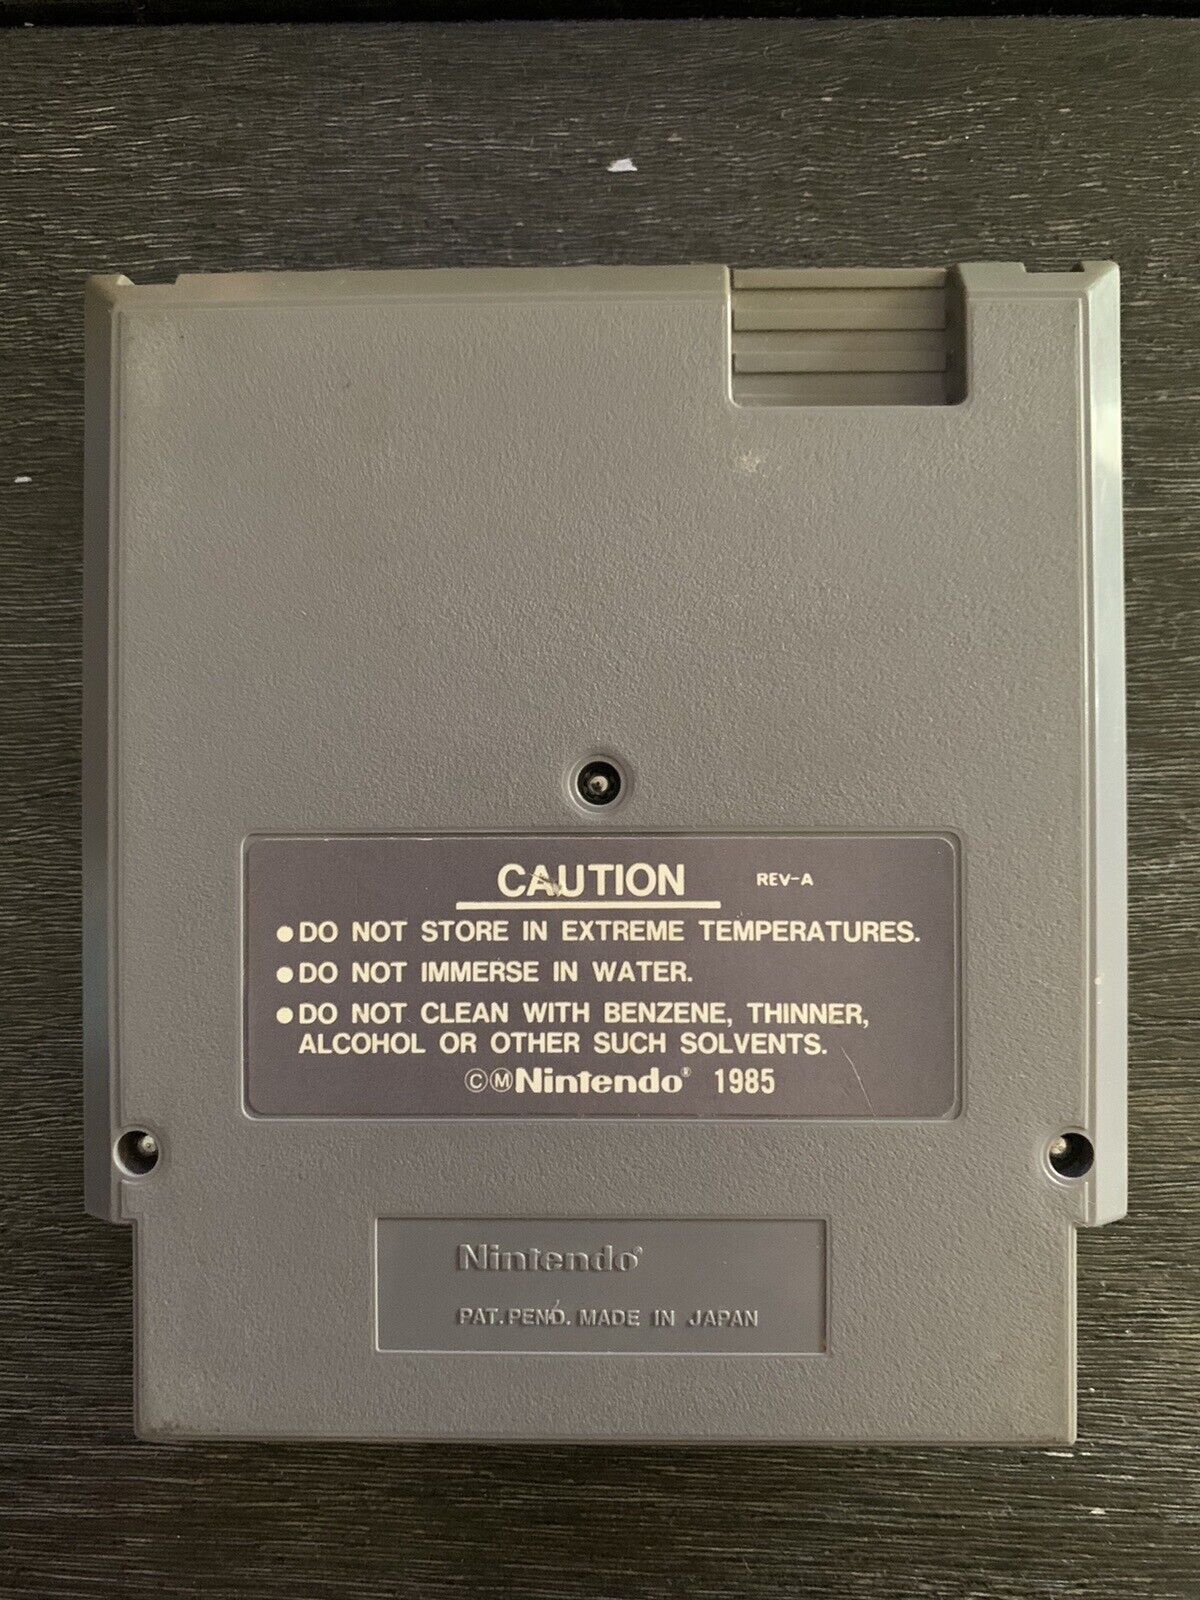 CAUTION REV-A
●DO NOT STORE IN EXTREME TEMPERATURES.
●DO NOT IMMERSE IN WATER.
●DO NOT CLEAN WITH BENZENE, THINNER,
ALCOHOL OR OTHER SUCH SOLVENTS.
©ⓂNintendo® 1985
Nintendo®
PAT. PEND. MADE IN JAPAN